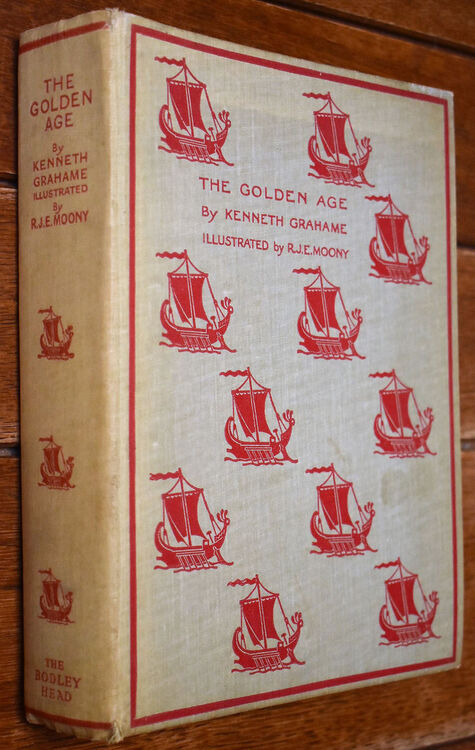 THE
GOLDEN
AGE
By
KENNETH
GRAHAME
ILLUSTRATED
By
R.J.E.MOONY
THE
BODLEY
HEAD
THE GOLDEN AGE
By KENNETH GRAHAME
ILLUSTRATED by R.J.E.MOONY